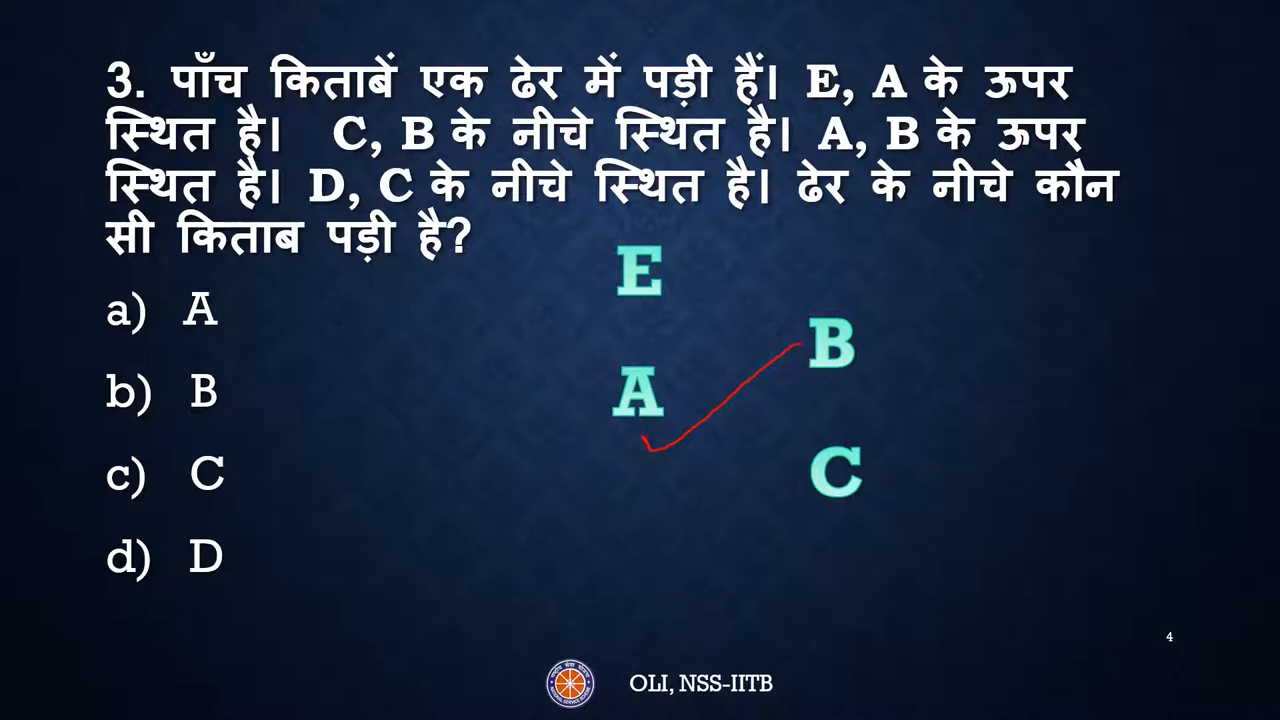 3. पाँच किताबें एक ढेर में पड़ी हैं। E, A के ऊपर
स्थित है। C, B के नीचे स्थित है। A, B के ऊपर
स्थित है। D, C के नीचे स्थित है। ढेर के नीचे कौन
सी किताब पड़ी है?
E
a) A
B
A
b) B
C
c) C
d) D
4
OLI, NSS-IITB